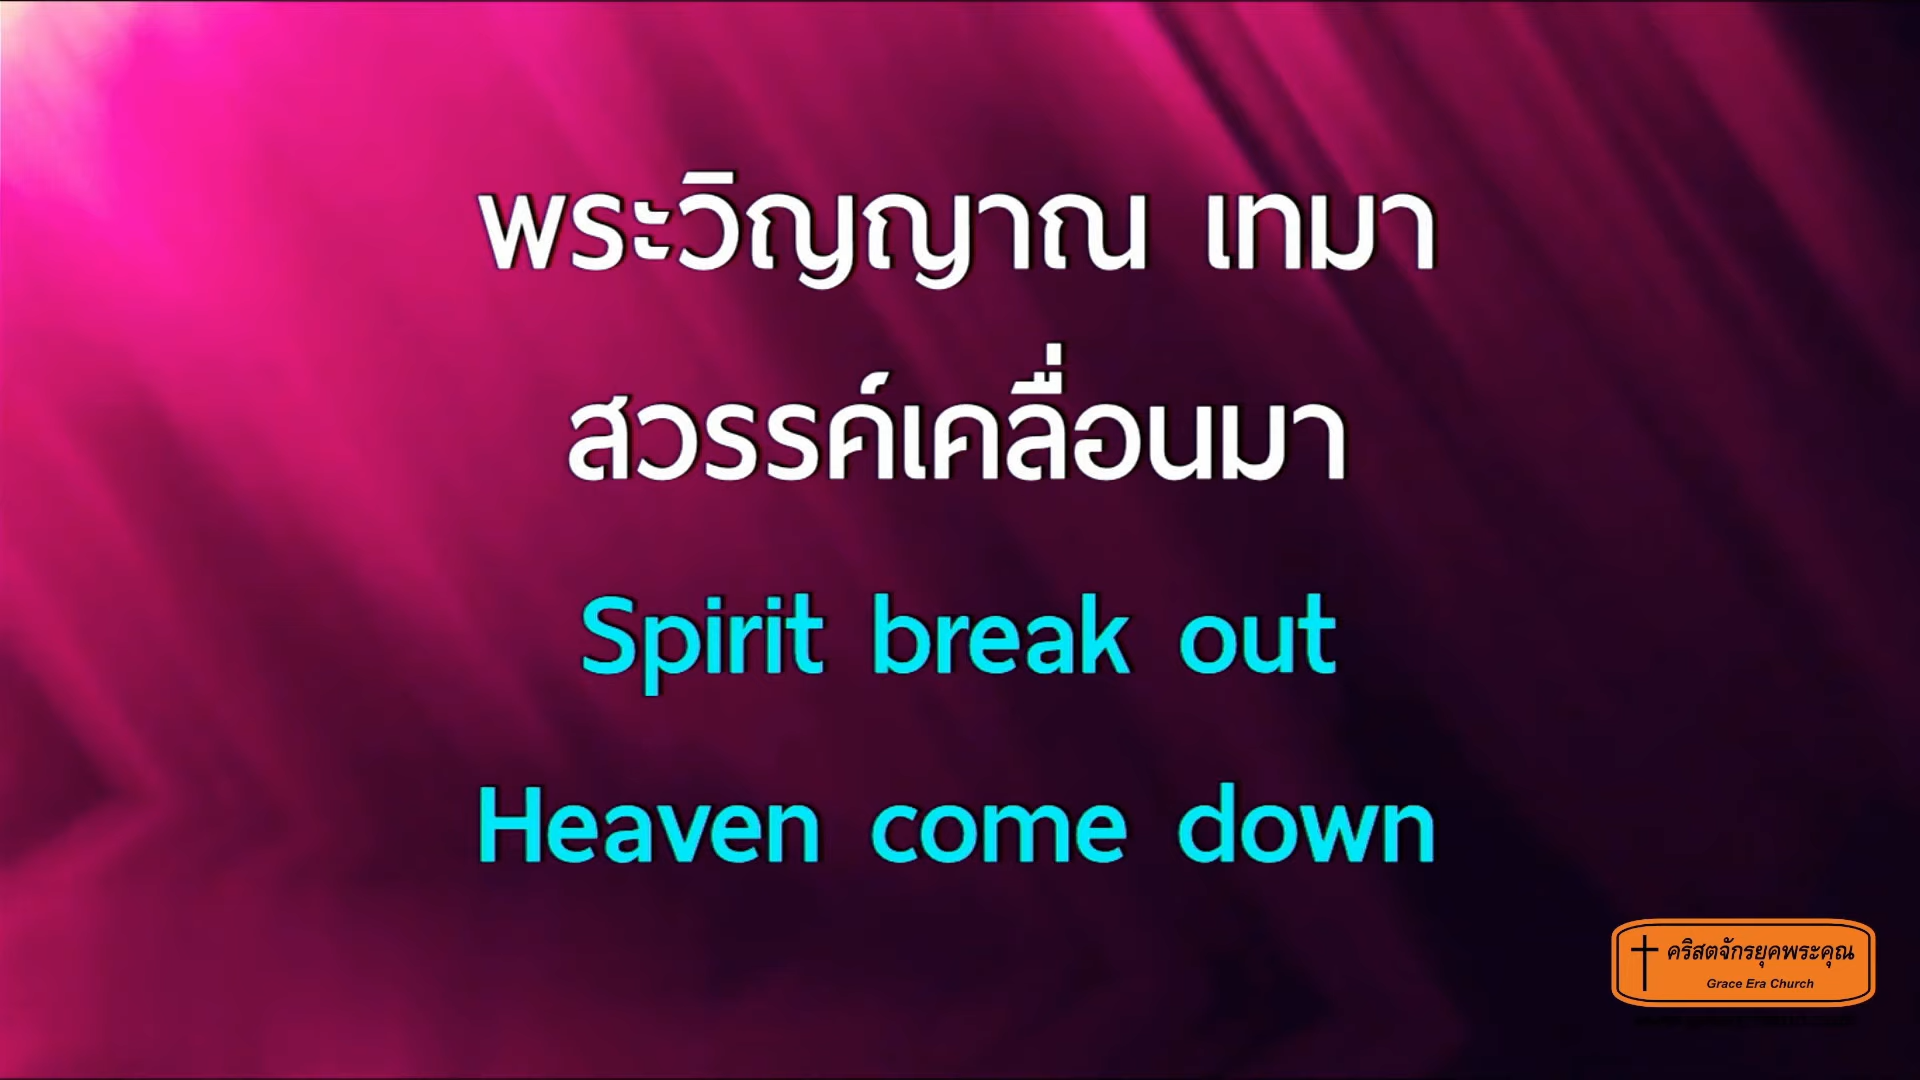 พระวิญญาณ เทมา
สวรรค์เคลื่อนมา
Spirit break out
Heaven come down
คริสตจักรยุคพระคุณ
Grace Era Church